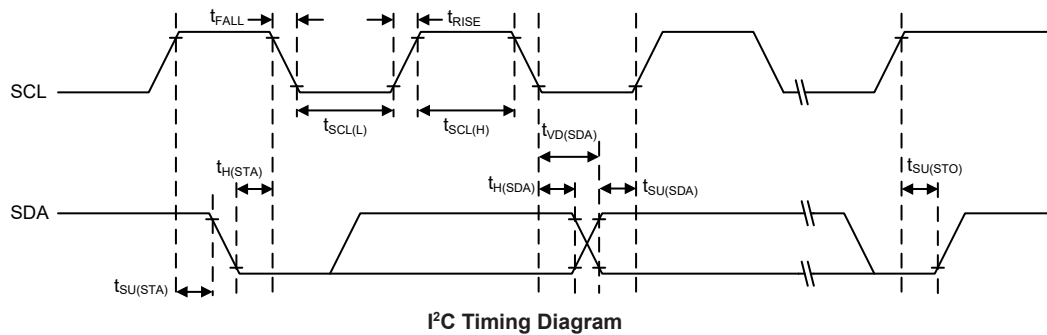 tFALL
tRISE
SCL
tSCL(L)
tSCL(H)
tVD(SDA)
tH(STA)
tH(SDA)
tSU(SDA)
tSU(STO)
SDA
tSU(STA)
I²C Timing Diagram